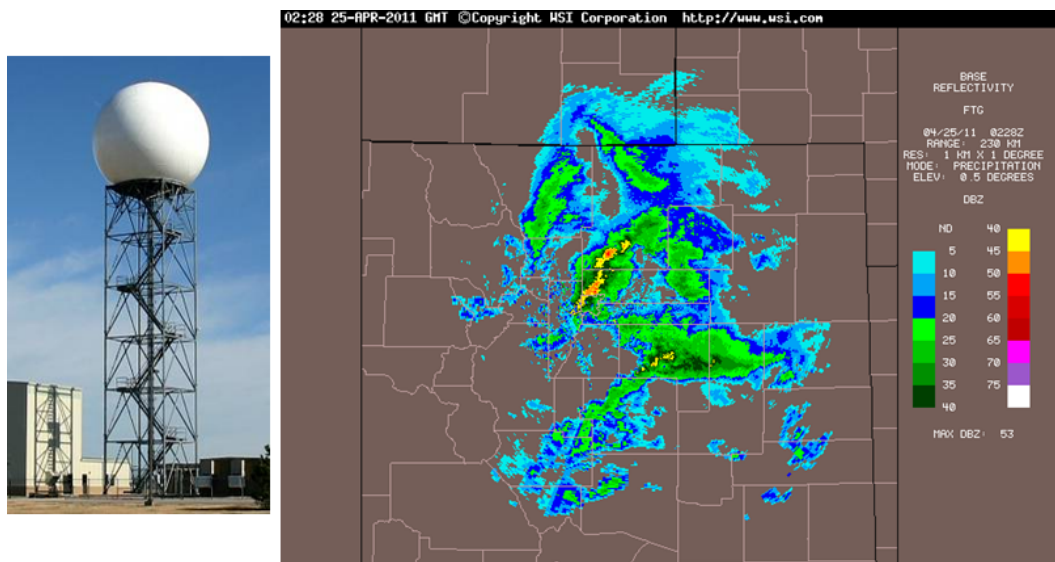 02:28 25-APR-2011 GMT ©Copyright WSI Corporation http://www.wsi.com
BASE
REFLECTIVITY
FTG
04/25/11 0228Z
RANGE: 230 KM
RES: 1 KM X 1 DEGREE
MODE: PRECIPITATION
ELEV: 0.5 DEGREES
DBZ
ND 40
5 45
10 50
15 55
20 60
25 65
30 70
35 75
40
MAX DBZ: 53